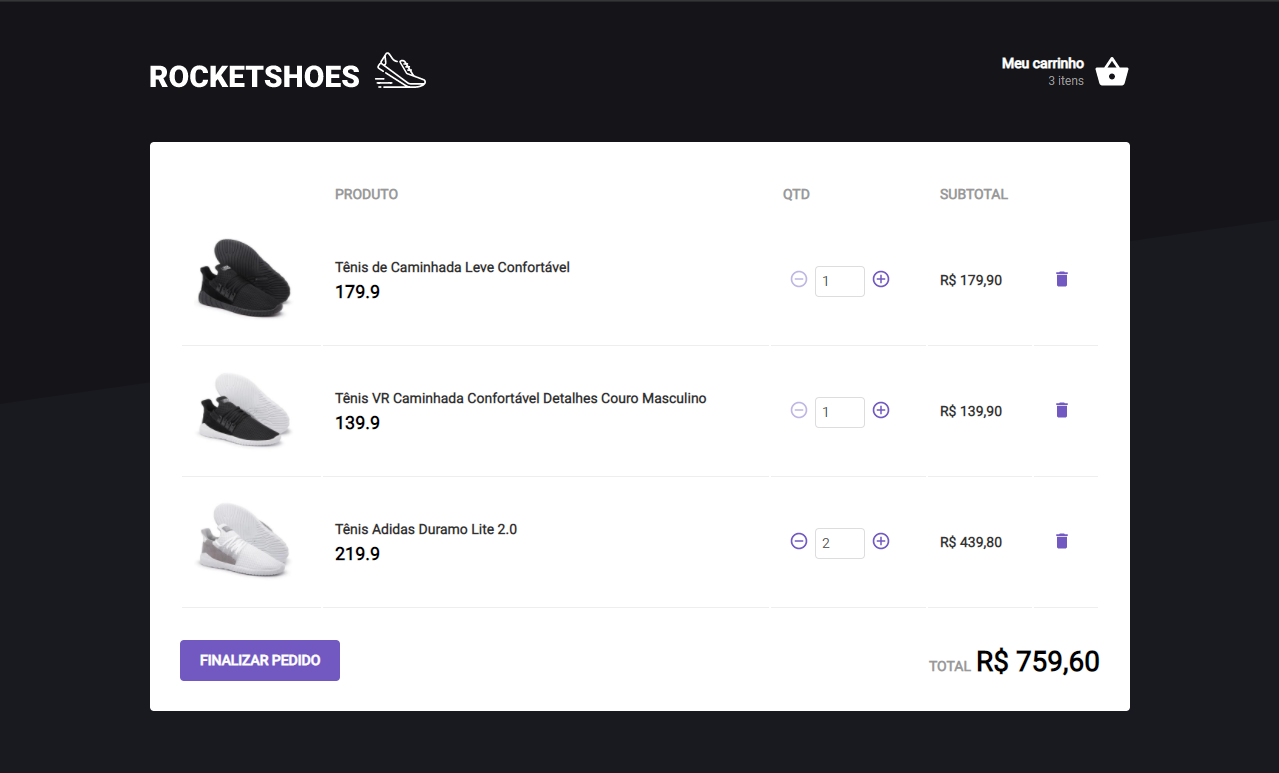 ROCKETSHOES
Meu carrinho
3 itens
PRODUTO QTD SUBTOTAL
Tênis de Caminhada Leve Confortável
179.9
1
R$ 179,90
Tênis VR Caminhada Confortável Detalhes Couro Masculino
139.9
1
R$ 139,90
Tênis Adidas Duramo Lite 2.0
219.9
2
R$ 439,80
FINALIZAR PEDIDO
TOTAL R$ 759,60